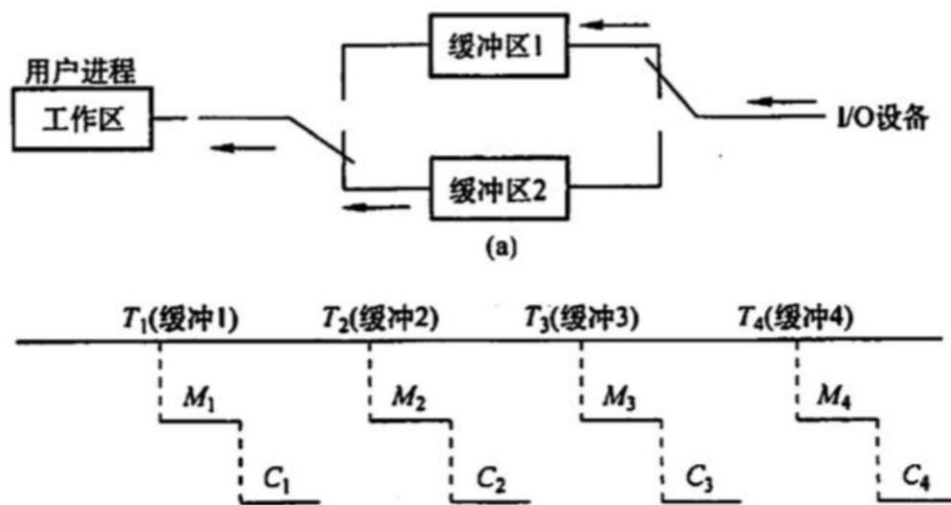 缓冲区1
用户进程
工作区
I/O设备
缓冲区2
(a)
T₁(缓冲1) T₂(缓冲2) T₃(缓冲3) T₄(缓冲4)
M₁ M₂ M₃ M₄
C₁ C₂ C₃ C₄